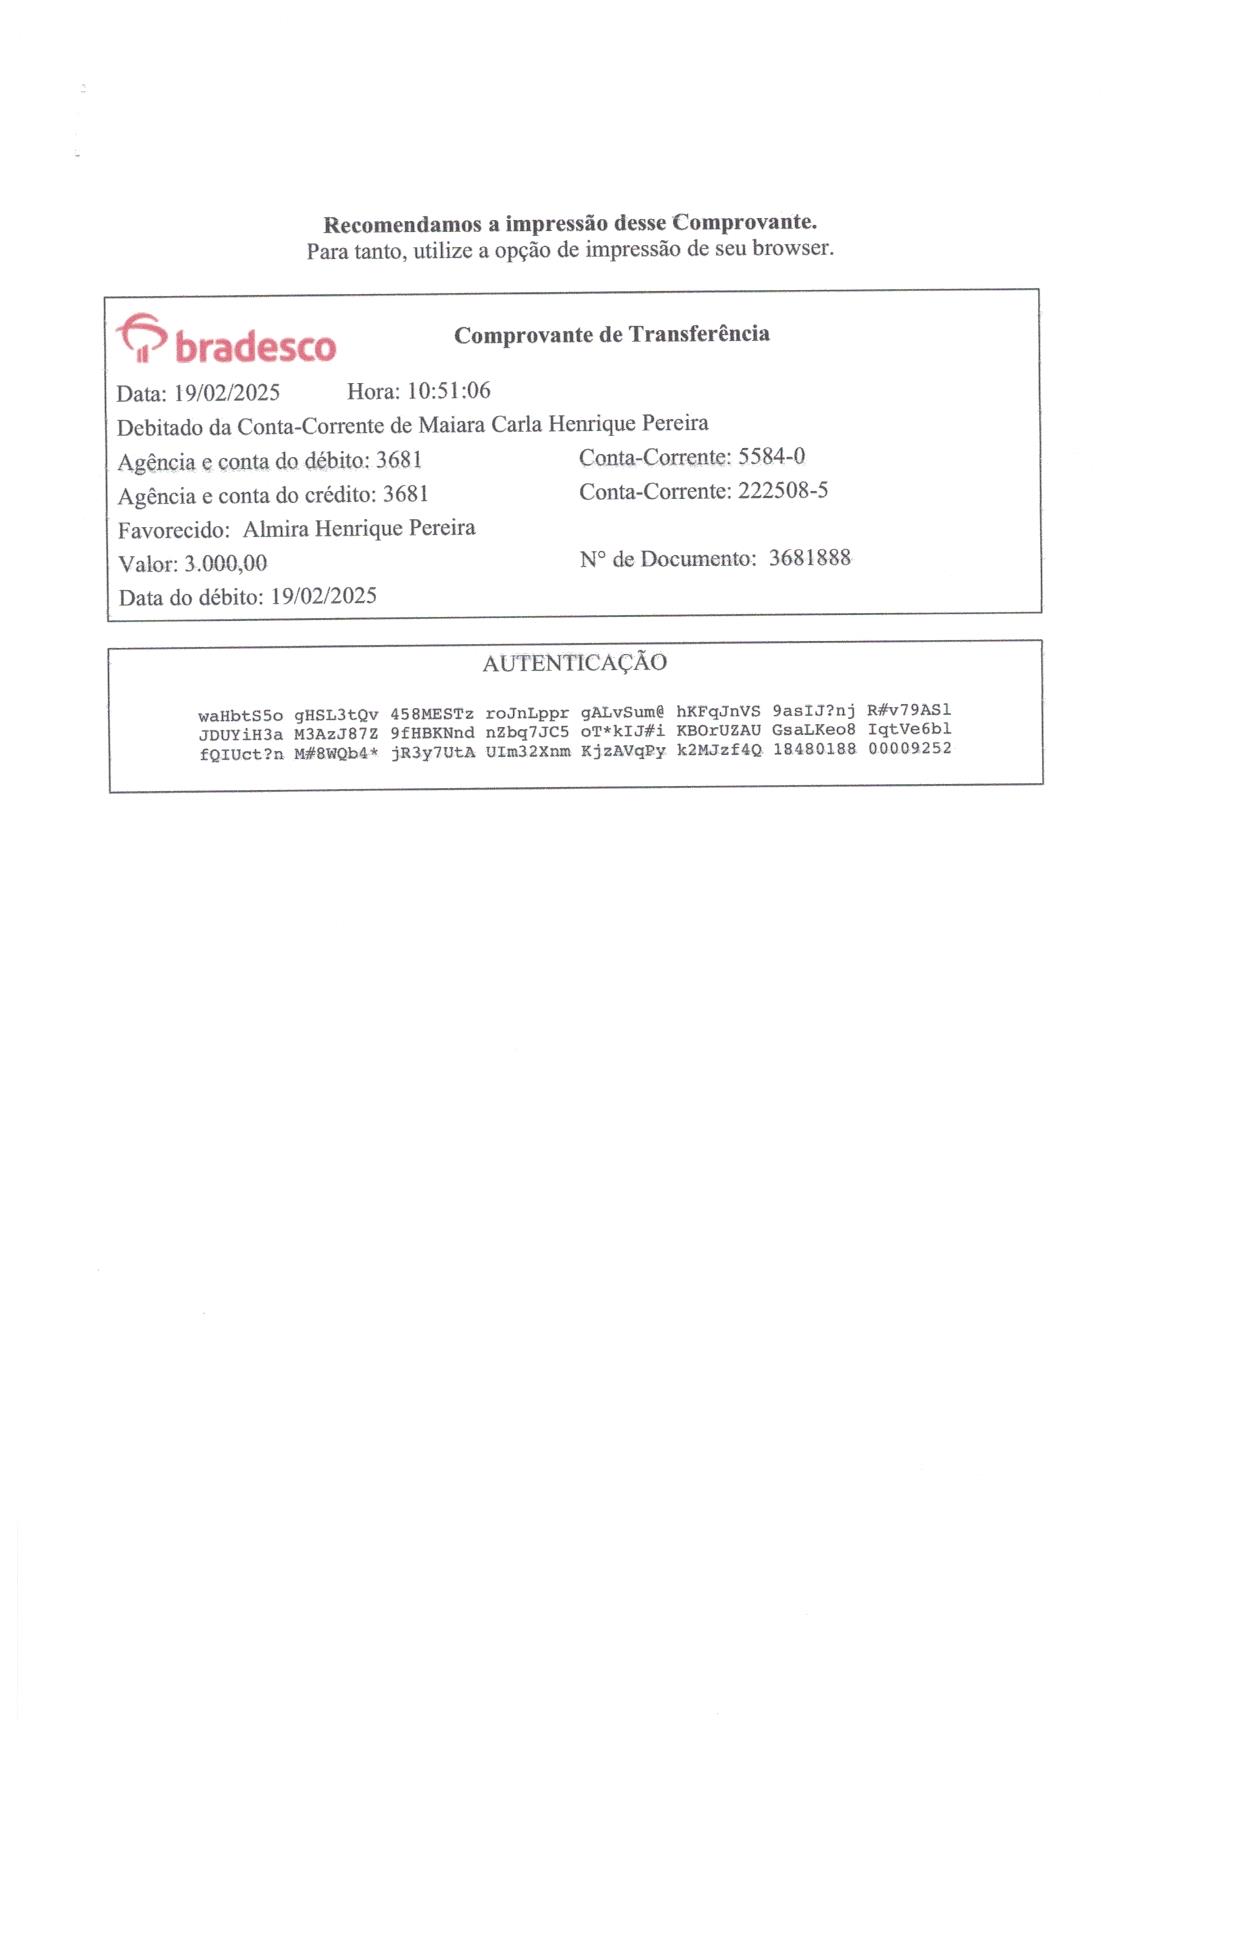 Recomendamos a impressão desse Comprovante.
Para tanto, utilize a opção de impressão de seu browser.
bradesco
Comprovante de Transferência
Data: 19/02/2025 Hora: 10:51:06
Debitado da Conta-Corrente de Maiara Carla Henrique Pereira
Agência e conta do débito: 3681 Conta-Corrente: 5584-0
Agência e conta do crédito: 3681 Conta-Corrente: 222508-5
Favorecido: Almira Henrique Pereira
Valor: 3.000,00 N° de Documento: 3681888
Data do débito: 19/02/2025
AUTENTICAÇÃO
waHbtS5o gHSL3tQv 458MESTz roJnLppr gALvSum@ hKFqJnVS 9asIJ?nj R#v79ASl
JDUYiH3a M3AzJ87Z 9fHBKNnd nZbq7JC5 oT*kIJ#i KBOrUZAU GsaLKeo8 IqtVe6bl
fQIUct?n M#8WQb4* jR3y7UtA UIm32Xnm KjzAVqPy k2MJzf4Q 18480188 00009252